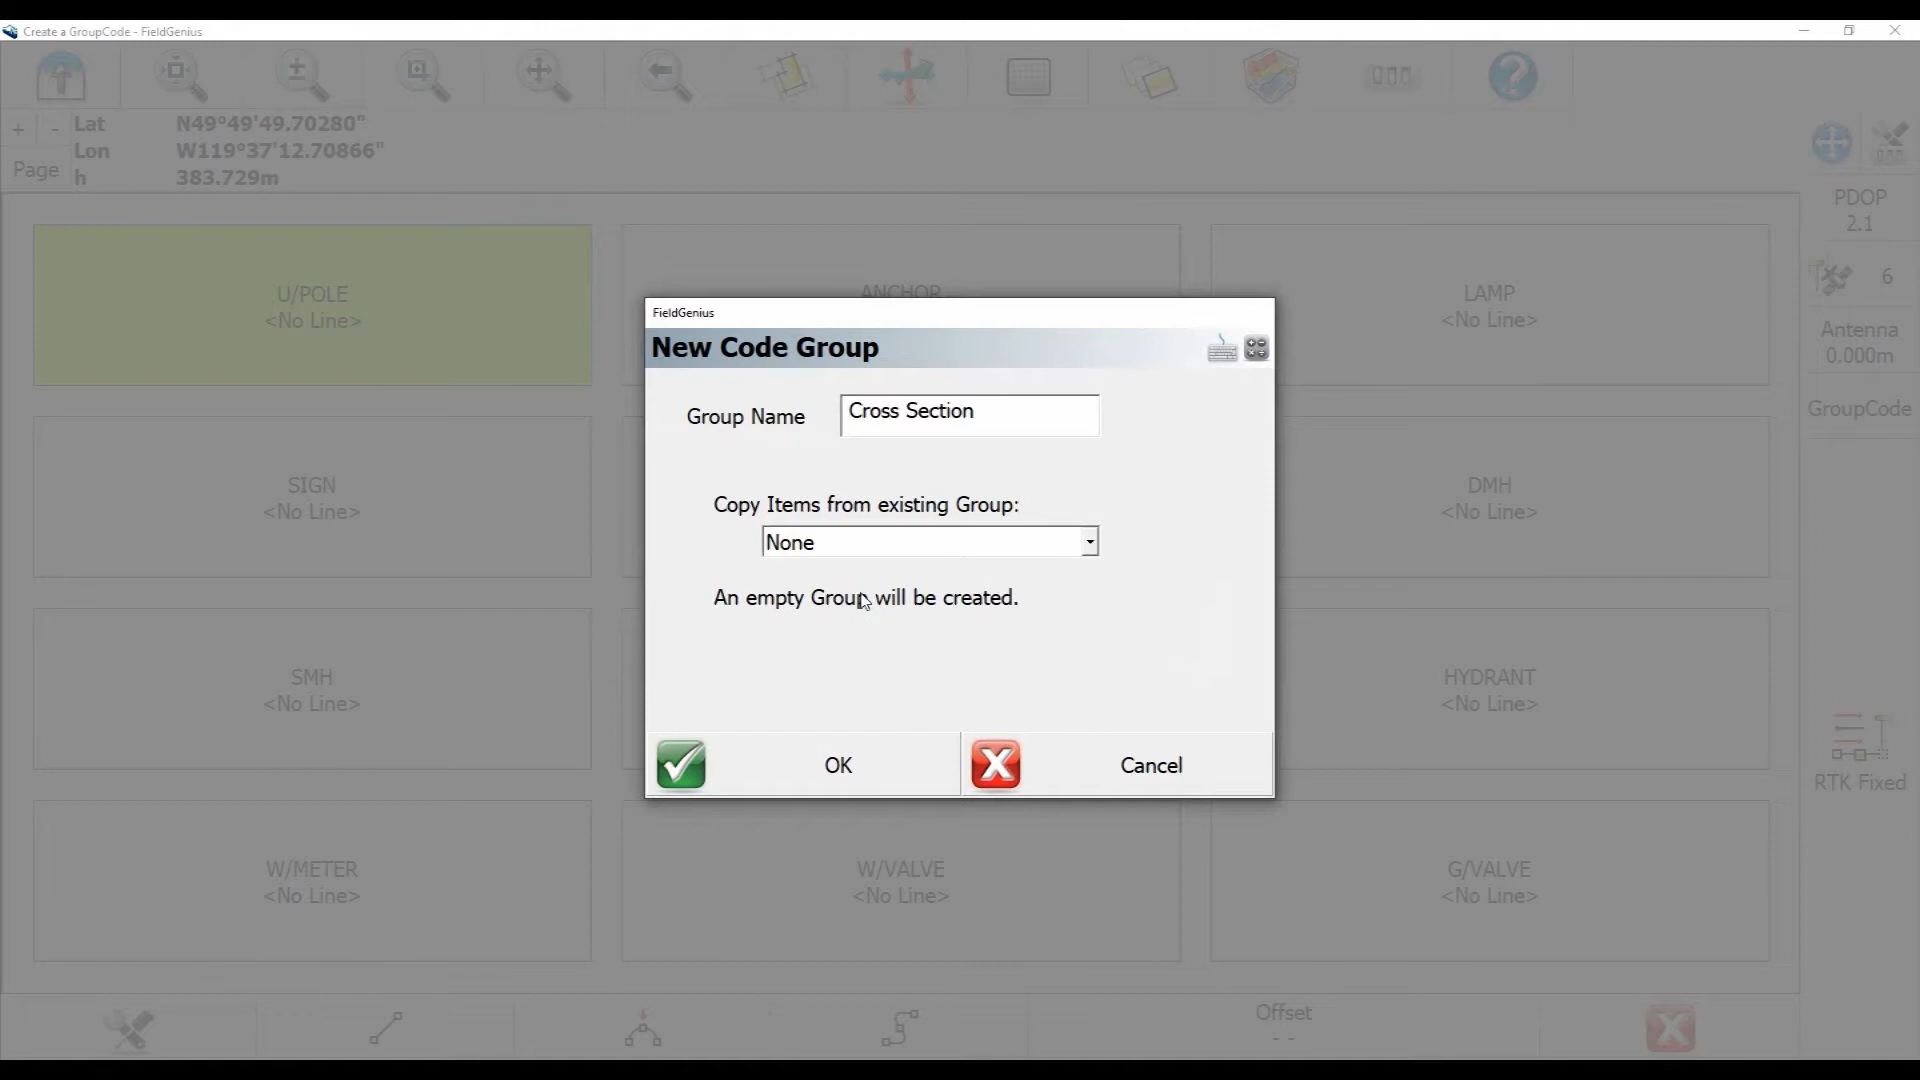 Create a GroupCode - FieldGenius
+ - Lat N49°49'49.70280"
Lon W119°37'12.70866"
Page
h 383.729m
PDOP
2.1
6
Antenna
0.000m
GroupCode
RTK Fixed
U/POLE
<No Line>
ANCHOR
LAMP
<No Line>
SIGN
<No Line>
DMH
<No Line>
SMH
<No Line>
HYDRANT
<No Line>
W/METER
<No Line>
W/VALVE
<No Line>
G/VALVE
<No Line>
FieldGenius
New Code Group
Group Name Cross Section
Copy Items from existing Group:
None
An empty Group will be created.
OK Cancel
Offset
- -